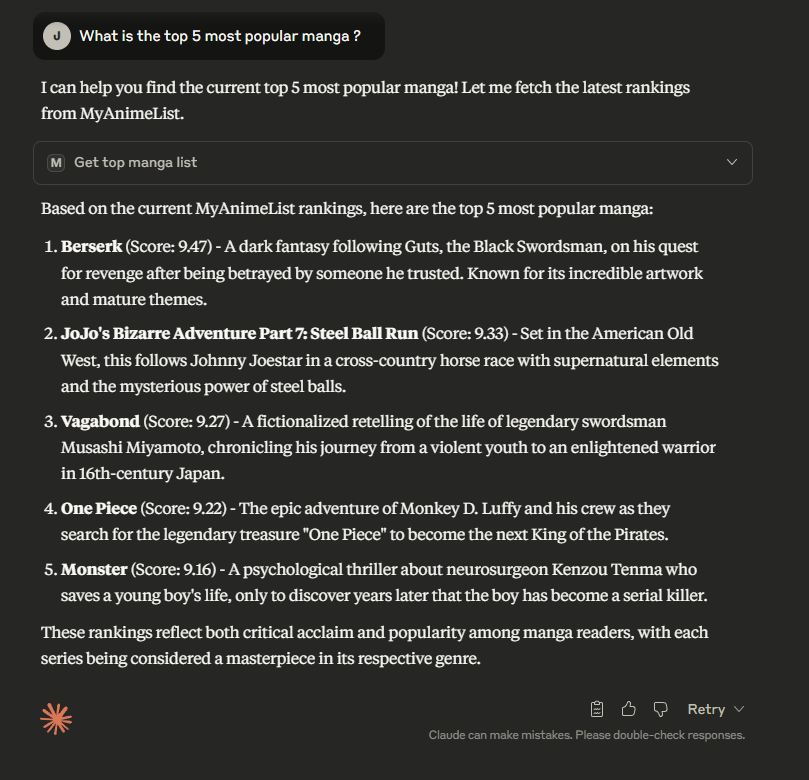 J What is the top 5 most popular manga ?
I can help you find the current top 5 most popular manga! Let me fetch the latest rankings
from MyAnimeList.
M Get top manga list
Based on the current MyAnimeList rankings, here are the top 5 most popular manga:
1. Berserk (Score: 9.47) - A dark fantasy following Guts, the Black Swordsman, on his quest
for revenge after being betrayed by someone he trusted. Known for its incredible artwork
and mature themes.
2. JoJo's Bizarre Adventure Part 7: Steel Ball Run (Score: 9.33) - Set in the American Old
West, this follows Johnny Joestar in a cross-country horse race with supernatural elements
and the mysterious power of steel balls.
3. Vagabond (Score: 9.27) - A fictionalized retelling of the life of legendary swordsman
Musashi Miyamoto, chronicling his journey from a violent youth to an enlightened warrior
in 16th-century Japan.
4. One Piece (Score: 9.22) - The epic adventure of Monkey D. Luffy and his crew as they
search for the legendary treasure "One Piece" to become the next King of the Pirates.
5. Monster (Score: 9.16) - A psychological thriller about neurosurgeon Kenzou Tenma who
saves a young boy's life, only to discover years later that the boy has become a serial killer.
These rankings reflect both critical acclaim and popularity among manga readers, with each
series being considered a masterpiece in its respective genre.
Retry
Claude can make mistakes. Please double-check responses.